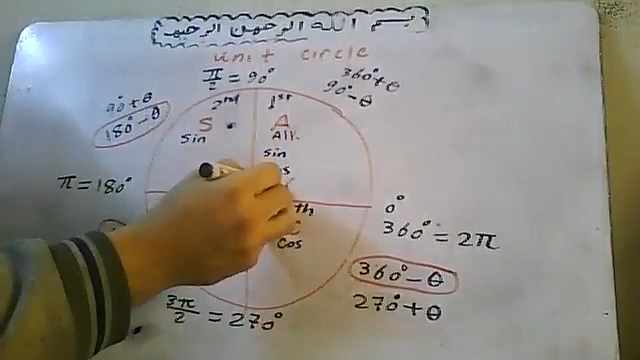 بسم الله الرحمن الرحيم
unit circle
π/2 = 90°
360°+θ
90°-θ
90+θ
180°-θ
2nd
1st
S
sin
A
All
sin
π = 180°
0°
360° = 2π
th
cos
360°-θ
270°+θ
3π/2 = 270°